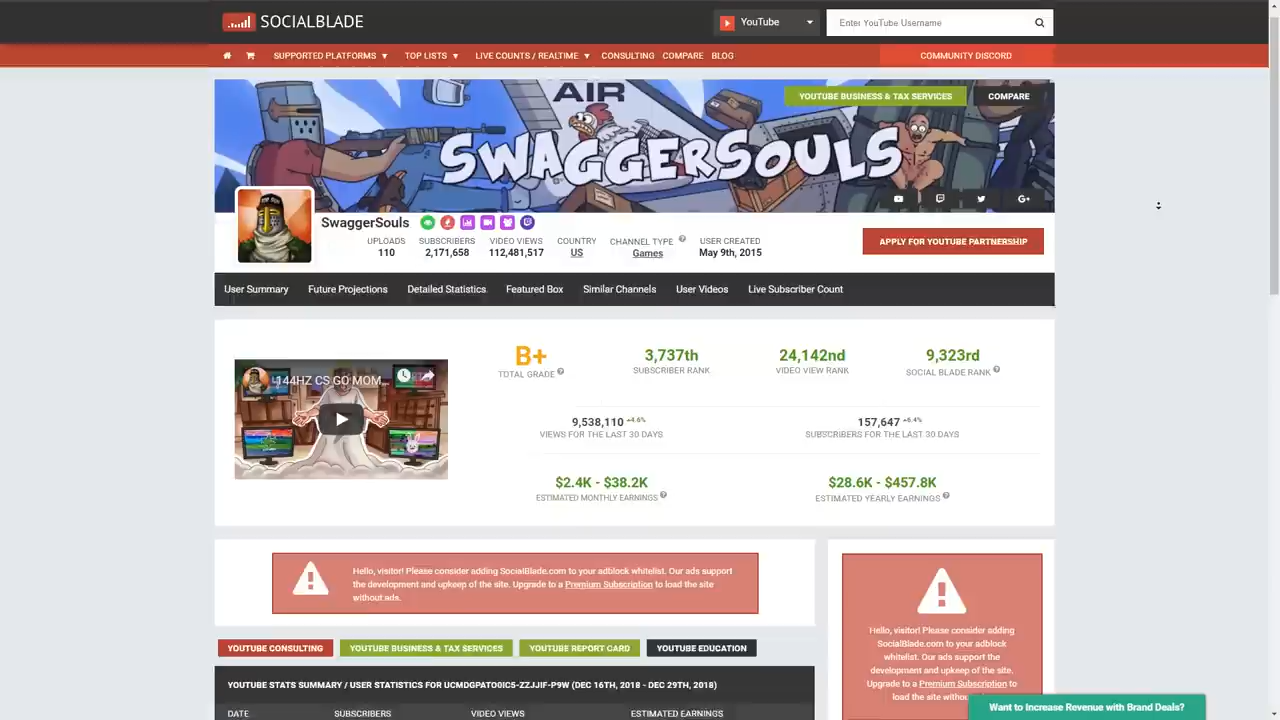 SOCIALBLADE
YouTube
Enter YouTube Username
SUPPORTED PLATFORMS
TOP LISTS
LIVE COUNTS / REALTIME
CONSULTING
COMPARE
BLOG
COMMUNITY DISCORD
AIR
SWAGGERSOULS
YOUTUBE BUSINESS & TAX SERVICES
COMPARE
SwaggerSouls
UPLOADS
110
SUBSCRIBERS
2,171,658
VIDEO VIEWS
112,481,517
COUNTRY
US
CHANNEL TYPE
Games
USER CREATED
May 9th, 2015
APPLY FOR YOUTUBE PARTNERSHIP
User Summary
Future Projections
Detailed Statistics
Featured Box
Similar Channels
User Videos
Live Subscriber Count
144HZ CS GO MOM...
B+
TOTAL GRADE
3,737th
SUBSCRIBER RANK
24,142nd
VIDEO VIEW RANK
9,323rd
SOCIAL BLADE RANK
9,538,110 +4.6%
VIEWS FOR THE LAST 30 DAYS
157,647 +6.4%
SUBSCRIBERS FOR THE LAST 30 DAYS
$2.4K - $38.2K
ESTIMATED MONTHLY EARNINGS
$28.6K - $457.8K
ESTIMATED YEARLY EARNINGS
Hello, visitor! Please consider adding SocialBlade.com to your adblock whitelist. Our ads support
the development and upkeep of the site. Upgrade to a Premium Subscription to load the site
without ads.
Hello, visitor! Please consider adding
SocialBlade.com to your adblock
whitelist. Our ads support the
development and upkeep of the site.
Upgrade to a Premium Subscription to
load the site
YOUTUBE CONSULTING
YOUTUBE BUSINESS & TAX SERVICES
YOUTUBE REPORT CARD
YOUTUBE EDUCATION
YOUTUBE STATS SUMMARY / USER STATISTICS FOR (DEC 16TH, 2018 - DEC 29TH, 2018)
DATE
SUBSCRIBERS
VIDEO VIEWS
ESTIMATED EARNINGS
Want to Increase Revenue with Brand Deals?